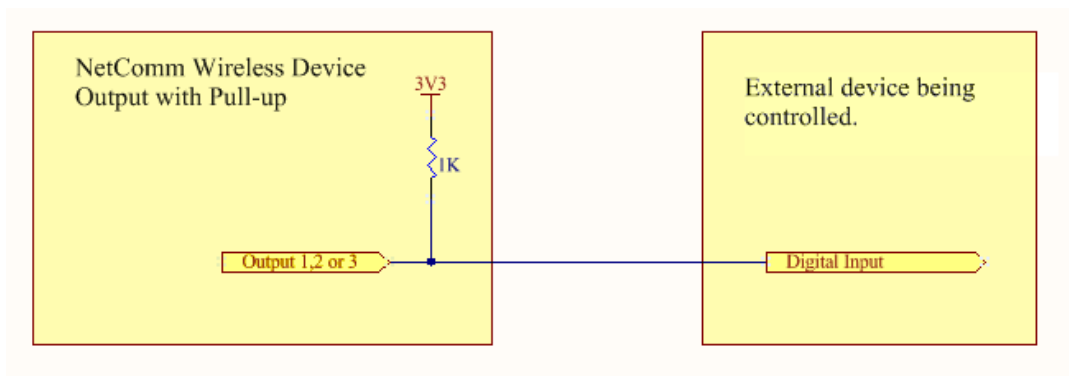 NetComm Wireless Device
Output with Pull-up
3V3
1K
Output 1,2 or 3
External device being
controlled.
Digital Input